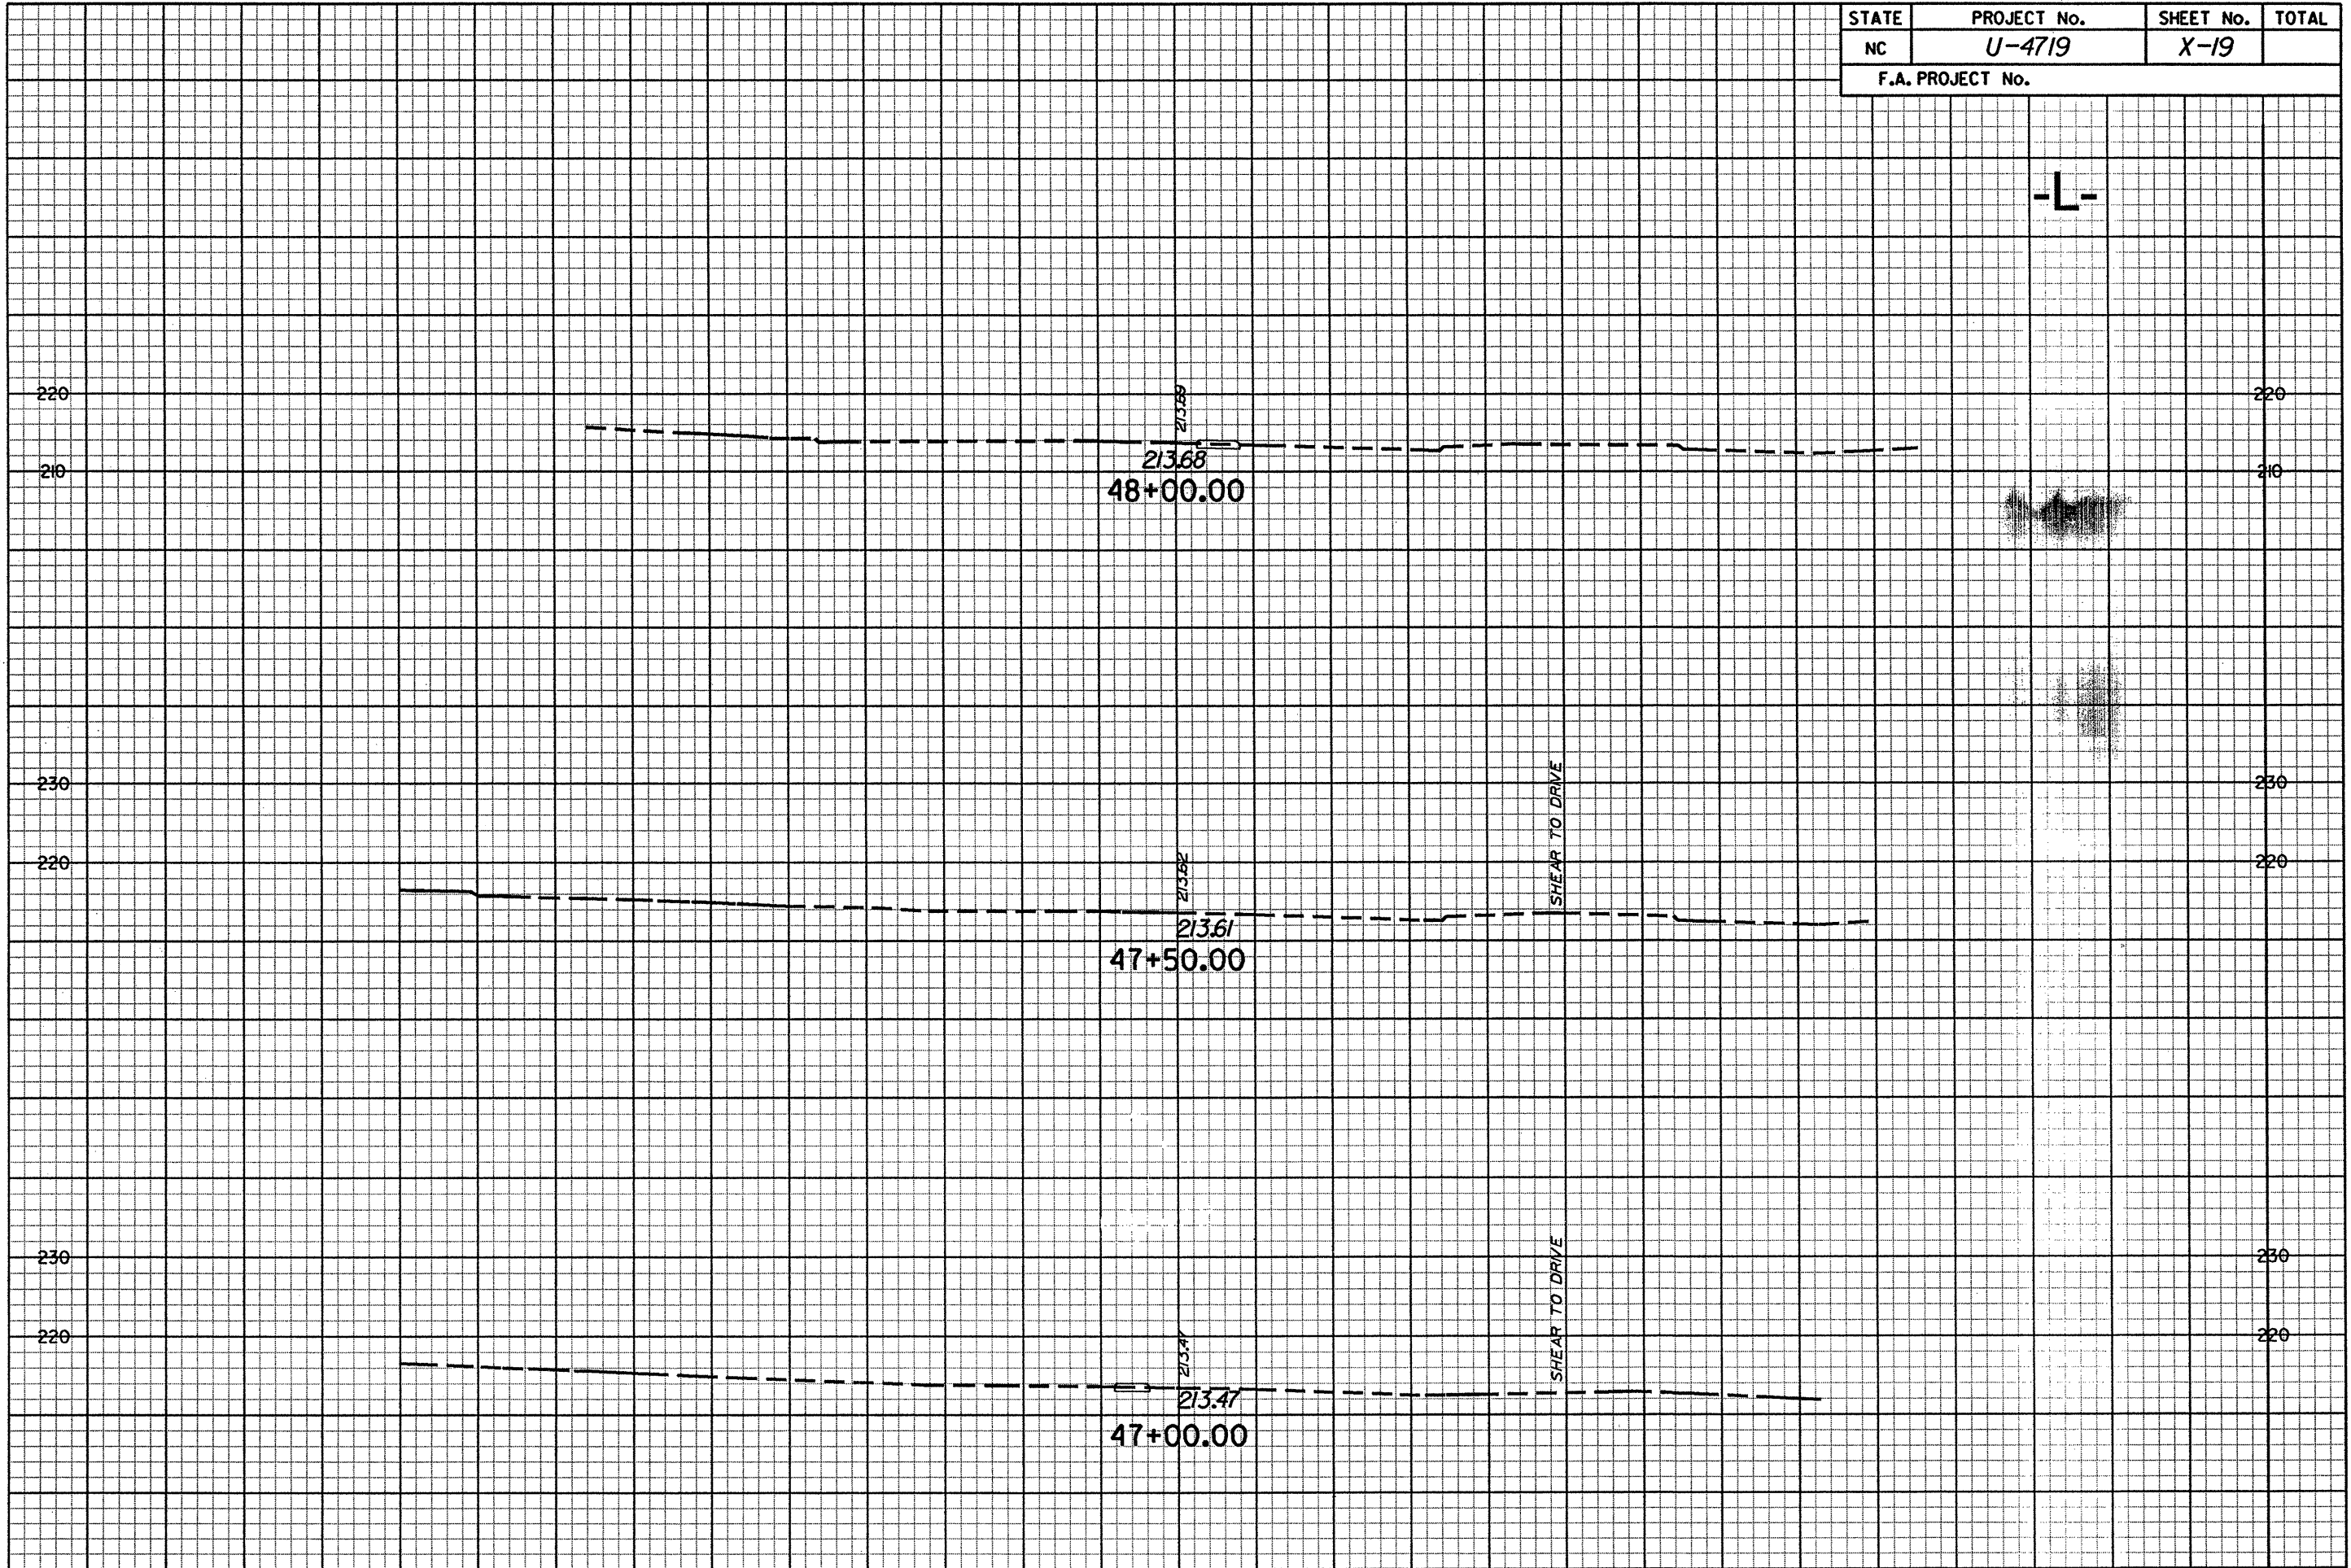 STATE PROJECT No. SHEET No. TOTAL
NC U-4719 X-19
F.A. PROJECT No.
-L-
220 213.69 220
213.68
210 210
48+00.00
230 SHEAR TO DRIVE 230
220 213.62 220
213.61
47+50.00
230 SHEAR TO DRIVE 230
220 213.47 220
213.47
47+00.00